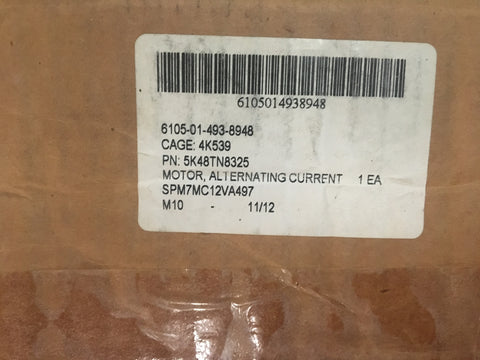 6105014938948
6105-01-493-8948
CAGE: 4K539
PN: 5K48TN8325
MOTOR, ALTERNATING CURRENT 1 EA
SPM7MC12VA497
M10 - 11/12